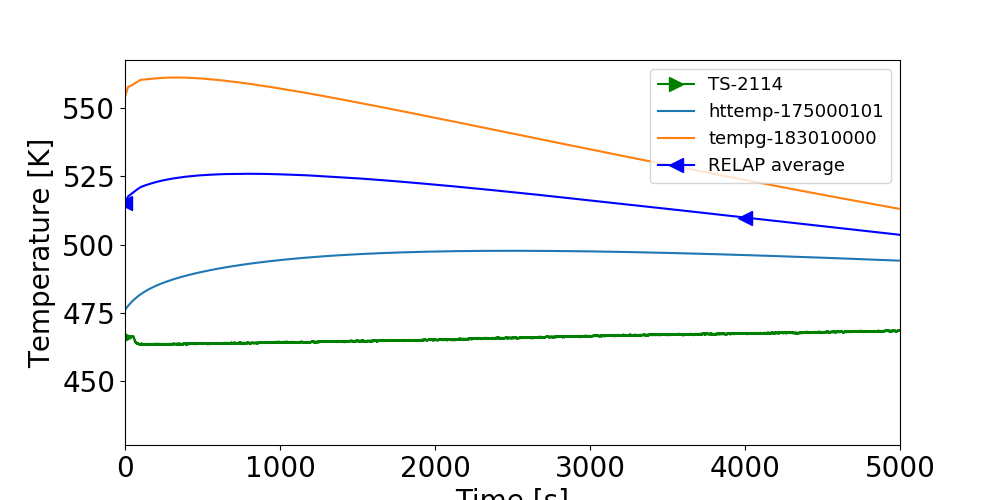 TS-2114
httemp-175000101
tempg-183010000
RELAP average
Temperature [K]
550
525
500
475
450
0 1000 2000 3000 4000 5000
Time [s]